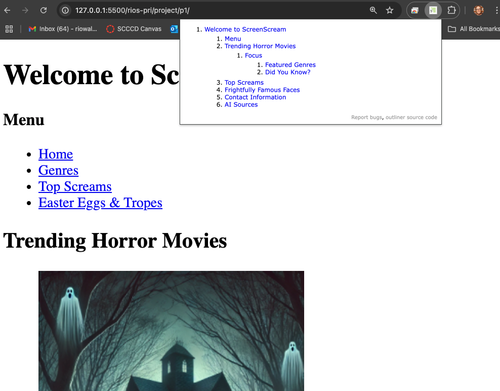 127.0.0.1:5500/rios-pri/project/p1/
Inbox (64) – riowal...
SCCCD Canvas
All Bookmarks
1. Welcome to ScreenScream
1. Menu
2. Trending Horror Movies
1. Focus
1. Featured Genres
2. Did You Know?
3. Top Screams
4. Frightfully Famous Faces
5. Contact Information
6. AI Sources
Report bugs, outliner source code
Welcome to Sc
Menu
• Home
• Genres
• Top Screams
• Easter Eggs & Tropes
Trending Horror Movies